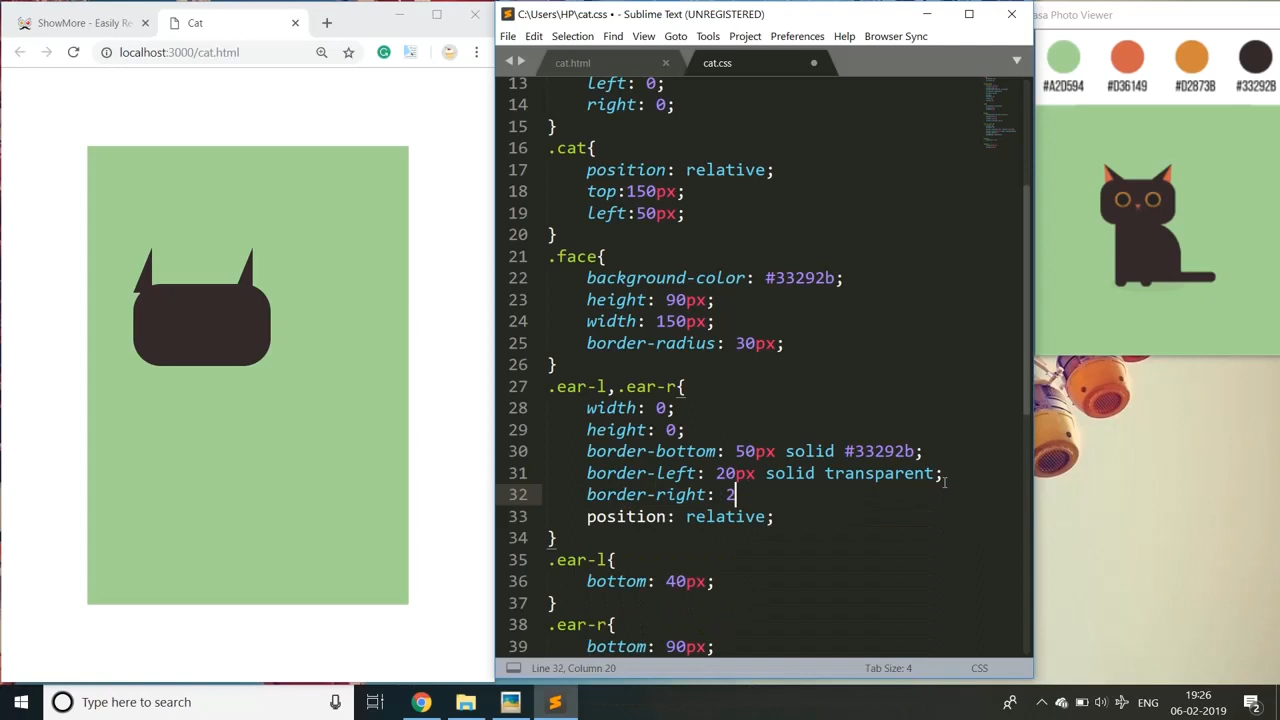 ShowMore - Easily Re
Cat
localhost:3000/cat.html
C:\Users\HP\cat.css • - Sublime Text (UNREGISTERED)
File Edit Selection Find View Goto Tools Project Preferences Help Browser Sync
cat.html
cat.css
13 left: 0;
14 right: 0;
15 }
16 .cat{
17 position: relative;
18 top:150px;
19 left:50px;
20 }
21 .face{
22 background-color: #33292b;
23 height: 90px;
24 width: 150px;
25 border-radius: 30px;
26 }
27 .ear-l,.ear-r{
28 width: 0;
29 height: 0;
30 border-bottom: 50px solid #33292b;
31 border-left: 20px solid transparent;
32 border-right: 2
33 position: relative;
34 }
35 .ear-l{
36 bottom: 40px;
37 }
38 .ear-r{
39 bottom: 90px;
Line 32, Column 20
Tab Size: 4
CSS
asa Photo Viewer
#A2D594 #D36149 #D2873B #33292B
Type here to search
ENG
19:26
06-02-2019
2